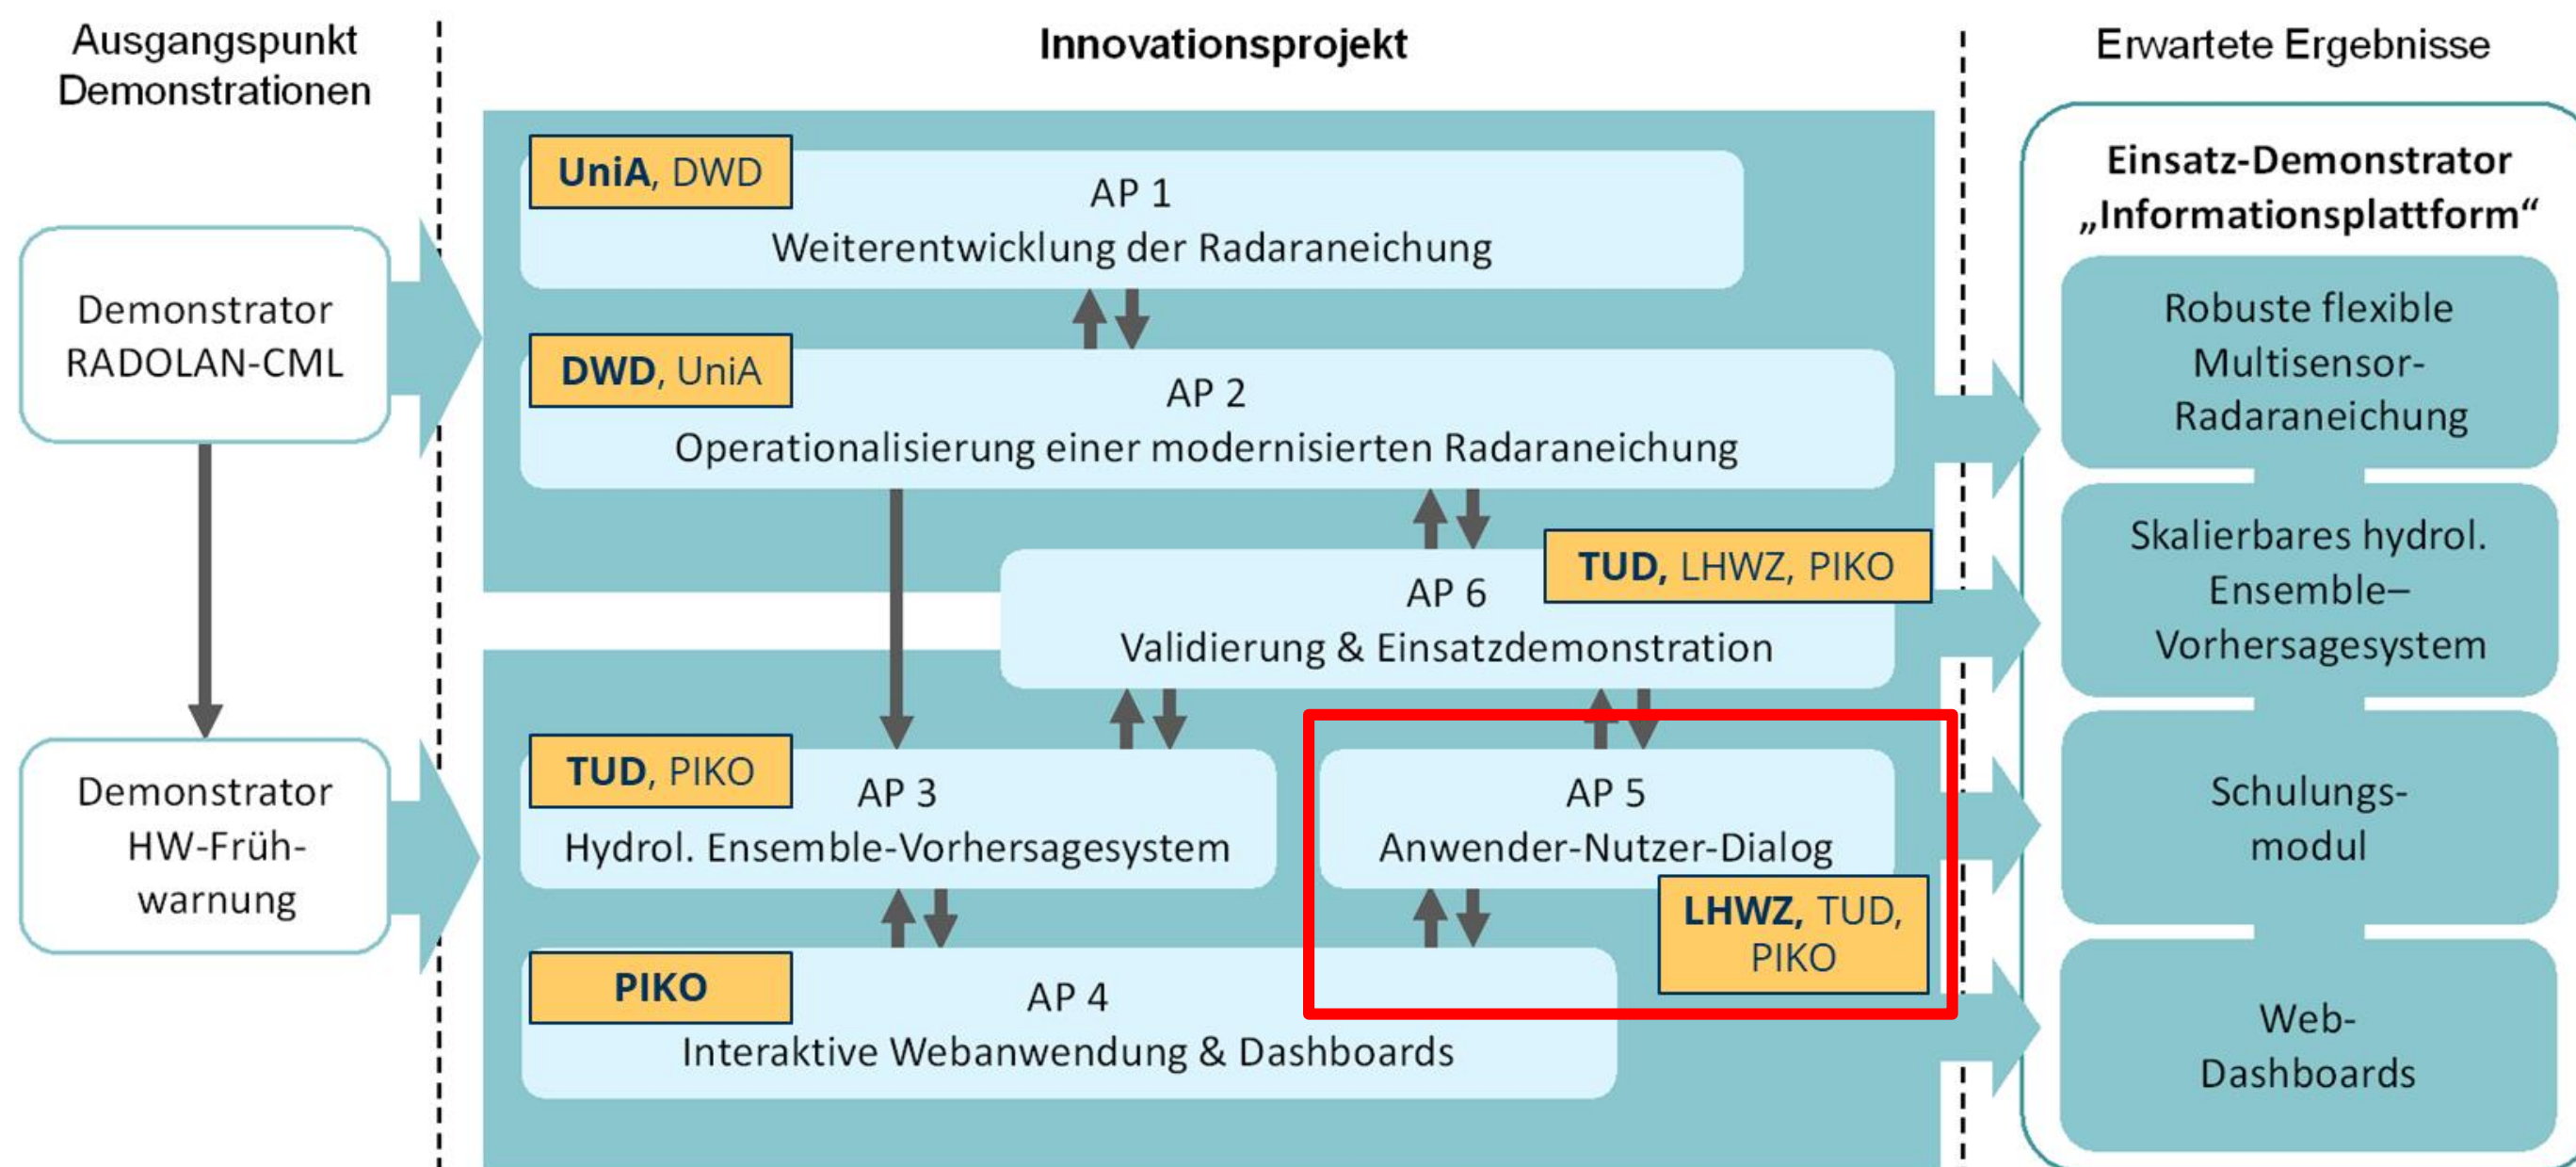 Ausgangspunkt
Demonstrationen
Demonstrator
RADOLAN-CML
Demonstrator
HW-Früh-
warnung
Innovationsprojekt
UniA, DWD
AP 1
Weiterentwicklung der Radaraneichung
DWD, UniA
AP 2
Operationalisierung einer modernisierten Radaraneichung
TUD, LHWZ, PIKO
AP 6
Validierung & Einsatzdemonstration
TUD, PIKO
AP 3
Hydrol. Ensemble-Vorhersagesystem
AP 5
Anwender-Nutzer-Dialog
LHWZ, TUD,
PIKO
PIKO
AP 4
Interaktive Webanwendung & Dashboards
Erwartete Ergebnisse
Einsatz-Demonstrator
„Informationsplattform“
Robuste flexible
Multisensor-
Radaraneichung
Skalierbares hydrol.
Ensemble–
Vorhersagesystem
Schulungs-
modul
Web-
Dashboards